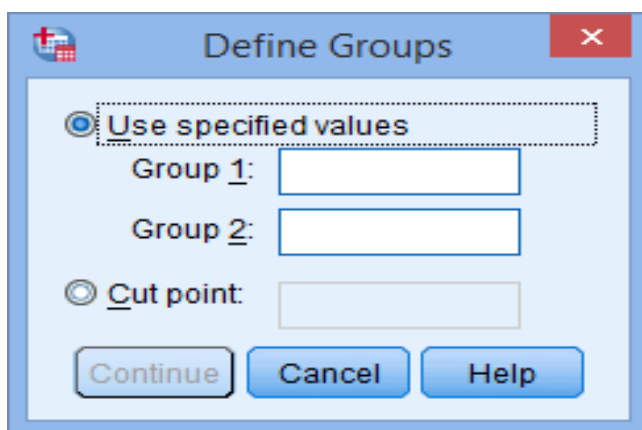 Define Groups
Use specified values
Group 1:
Group 2:
Cut point:
Continue Cancel Help